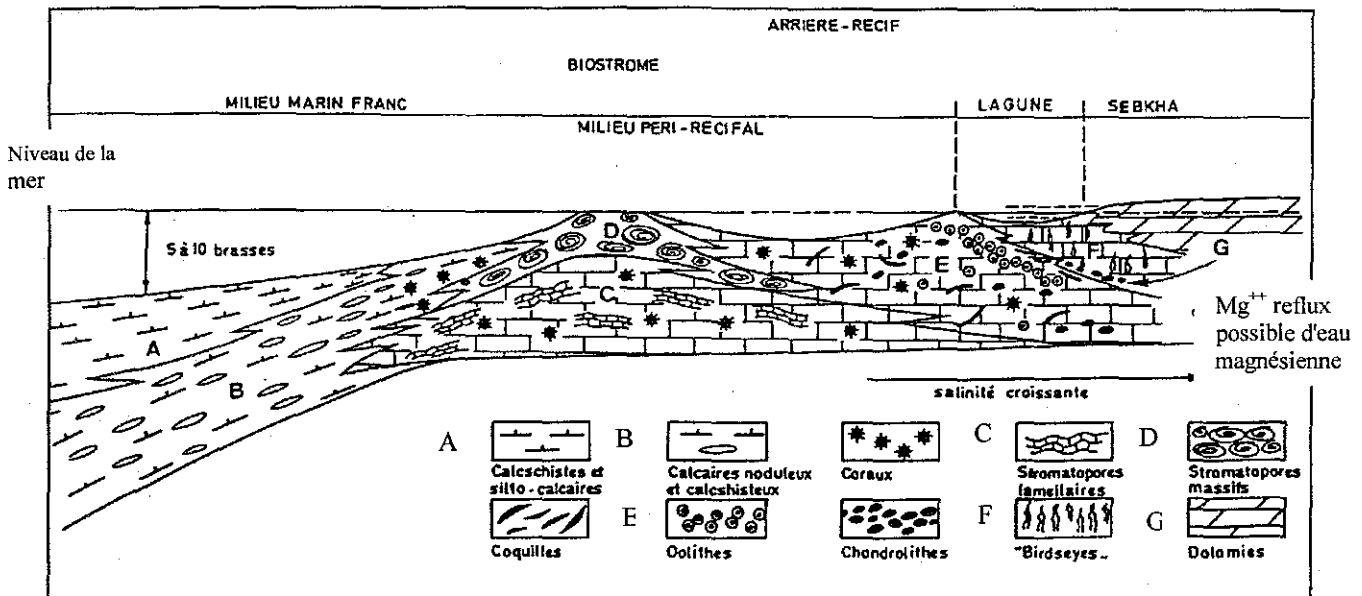 ARRIERE-RECIF
BIOSTROME
MILIEU MARIN FRANC
LAGUNE
SEBKHA
MILIEU PERI-RECIFAL
Niveau de la
mer
5 à 10 brasses
A
B
C
D
E
F
G
Mg++ reflux
possible d'eau
magnésienne
salinité croissante
A
Calcschistes et
silto-calcaires
B
Calcaires noduleux
et calcshisteux
Coraux
C
Stromatopores
lamellaires
D
Stromatopores
massifs
Coquilles
E
Oolithes
Chondrolithes
F
"Birdseyes"
G
Dolomies